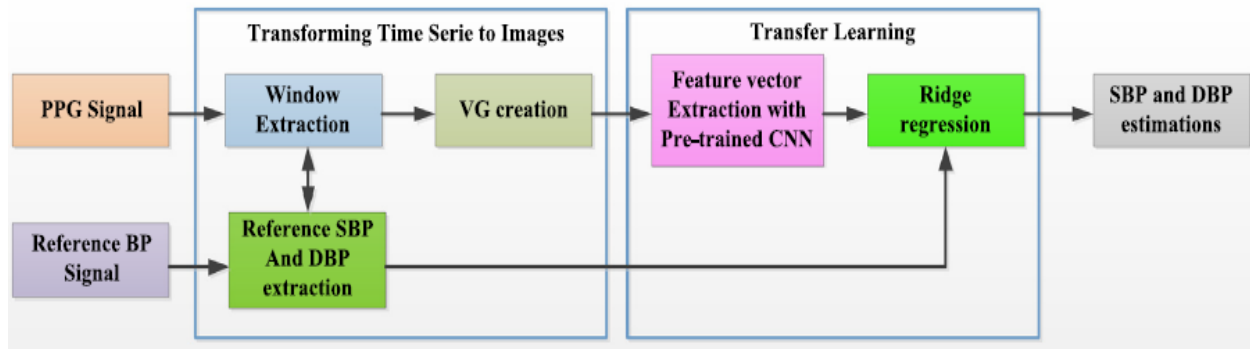 Transforming Time Serie to Images
Transfer Learning
PPG Signal
Window
Extraction
VG creation
Feature vector
Extraction with
Pre-trained CNN
Ridge
regression
SBP and DBP
estimations
Reference BP
Signal
Reference SBP
And DBP
extraction